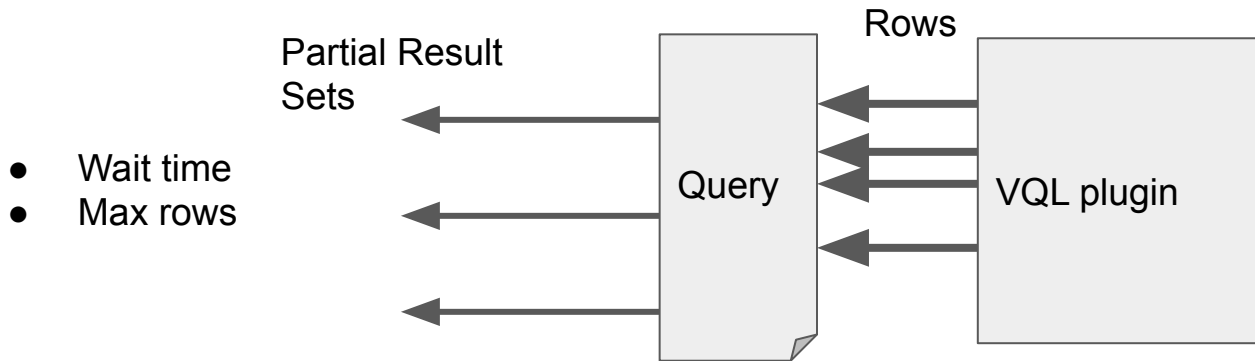 Rows
Partial Result
Sets
● Wait time
● Max rows
Query
VQL plugin